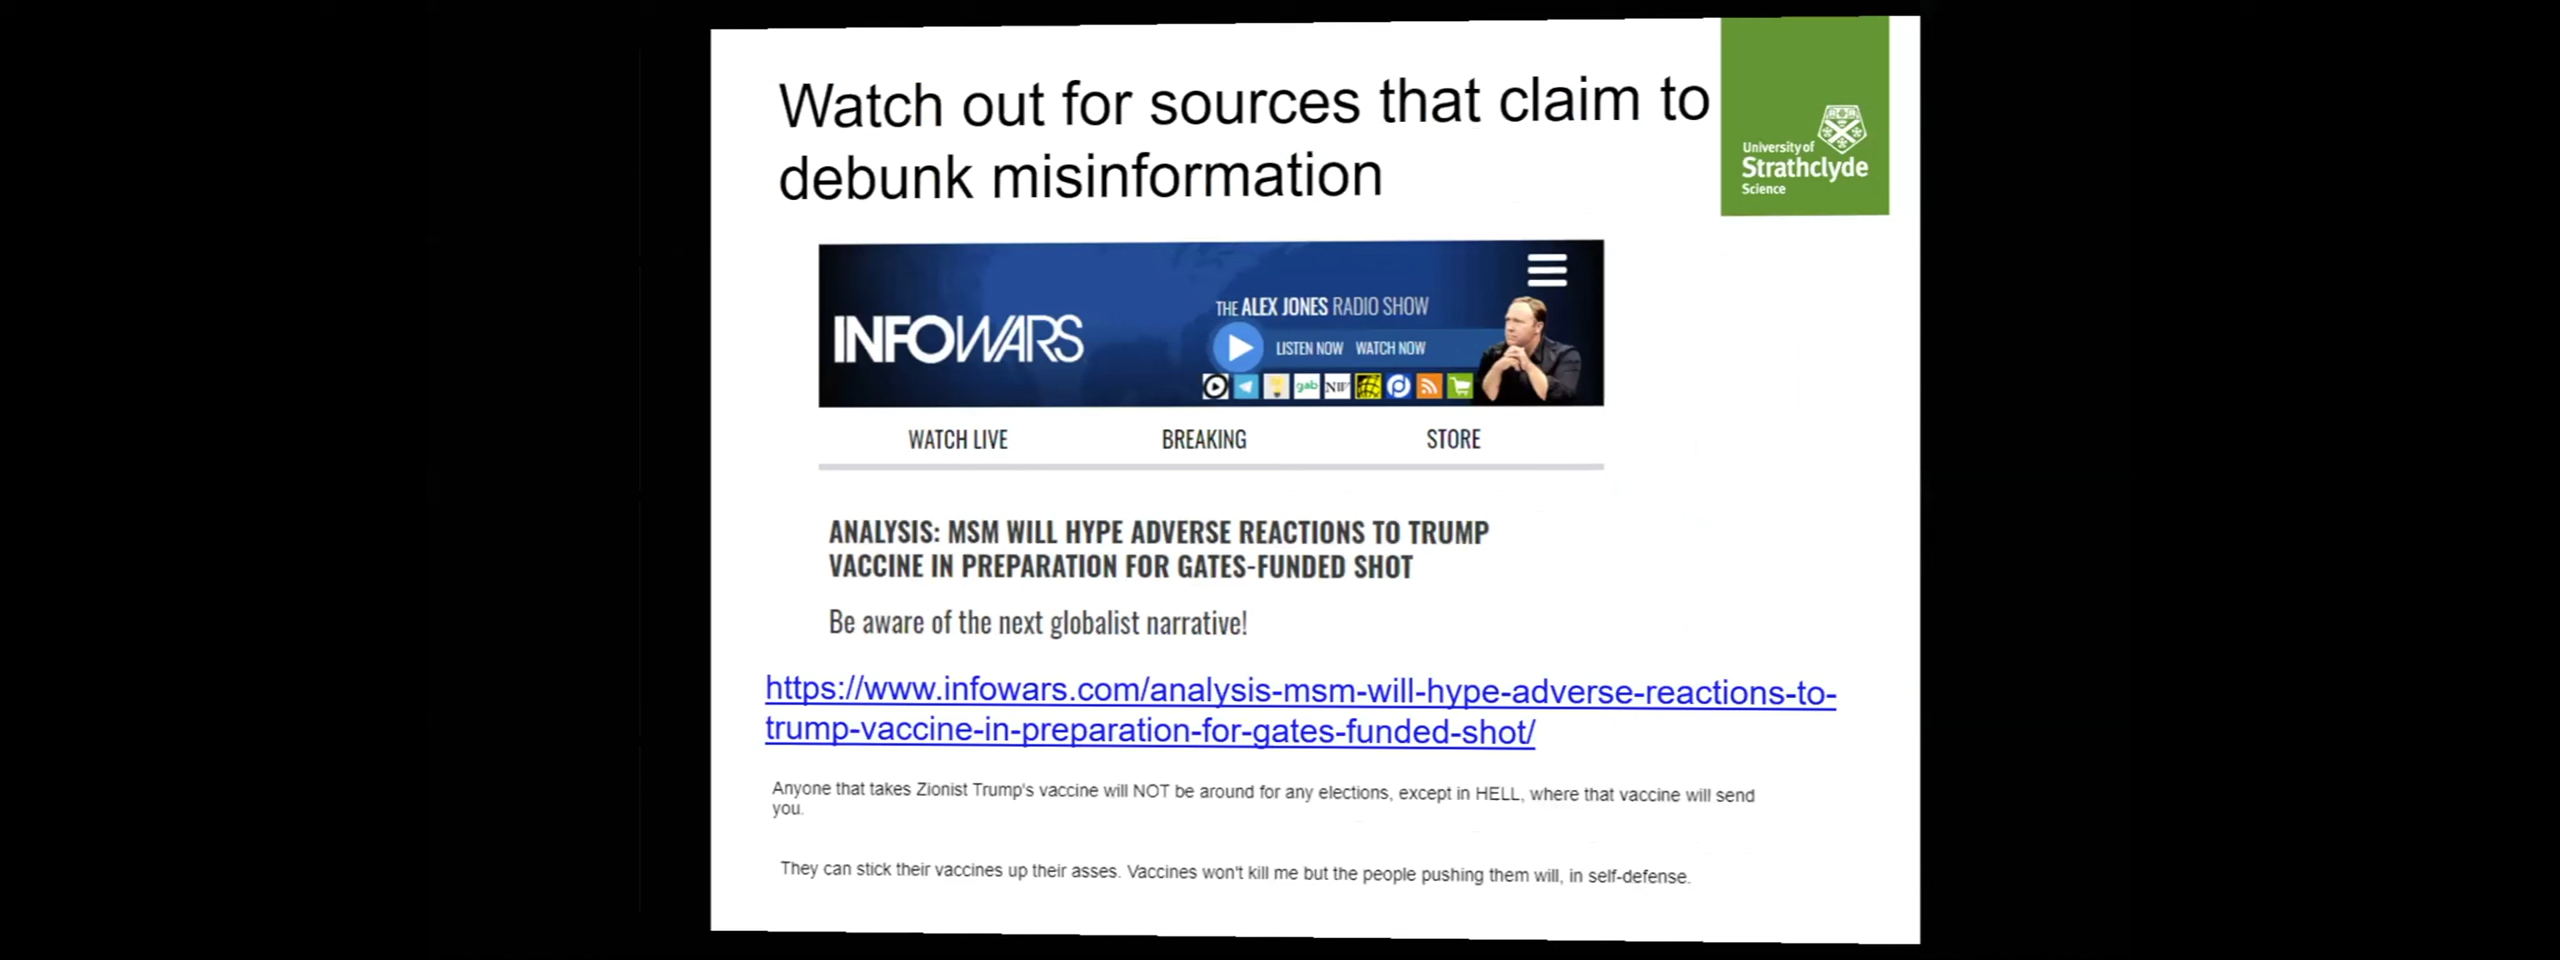 Watch out for sources that claim to
debunk misinformation
University of
Strathclyde
Science
THE ALEX JONES RADIO SHOW
INFOWARS
LISTEN NOW WATCH NOW
gab
WATCH LIVE BREAKING STORE
ANALYSIS: MSM WILL HYPE ADVERSE REACTIONS TO TRUMP
VACCINE IN PREPARATION FOR GATES-FUNDED SHOT
Be aware of the next globalist narrative!
https://www.infowars.com/analysis-msm-will-hype-adverse-reactions-to-
trump-vaccine-in-preparation-for-gates-funded-shot/
Anyone that takes Zionist Trump's vaccine will NOT be around for any elections, except in HELL, where that vaccine will send
you.
They can stick their vaccines up their asses. Vaccines won't kill me but the people pushing them will, in self-defense.